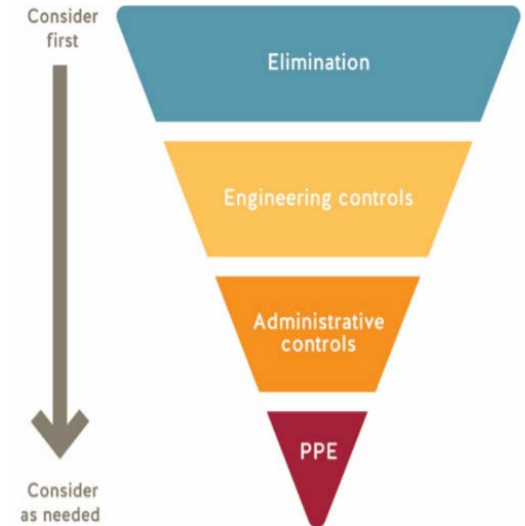 Consider
first
Elimination
Engineering controls
Administrative
controls
PPE
Consider
as needed